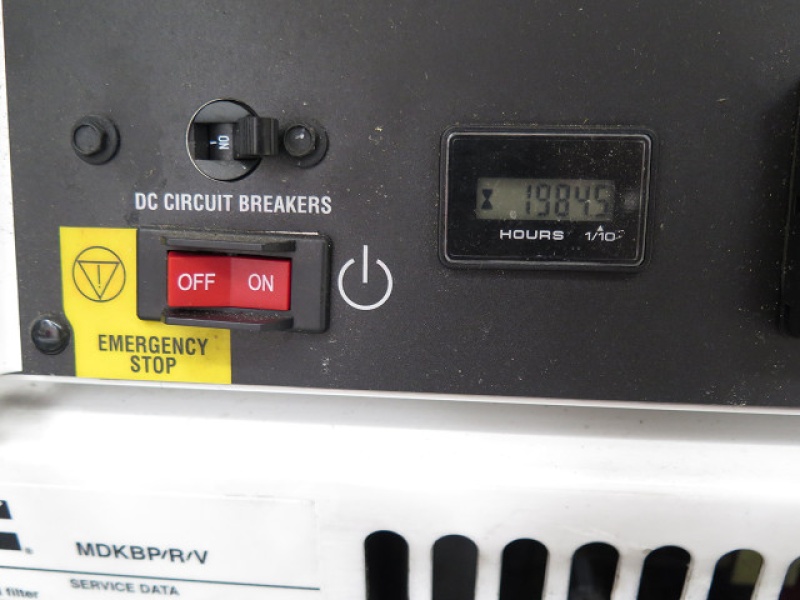 ON
DC CIRCUIT BREAKERS
19845
HOURS 1/10
OFF ON
EMERGENCY
STOP
MDKBP/R/V
SERVICE DATA
filter